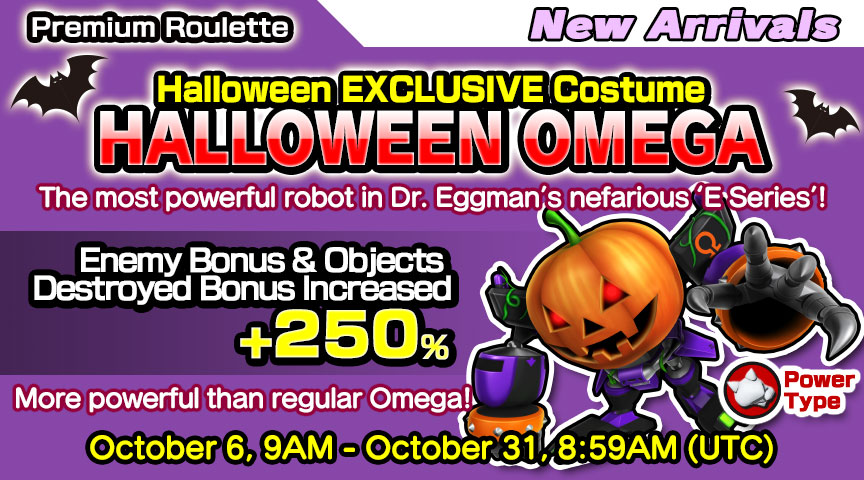 Premium Roulette
New Arrivals
Halloween EXCLUSIVE Costume
HALLOWEEN OMEGA
The most powerful robot in Dr. Eggman's nefarious 'E Series'!
Enemy Bonus & Objects
Destroyed Bonus Increased
+250%
More powerful than regular Omega!
Power
Type
October 6, 9AM - October 31, 8:59AM (UTC)